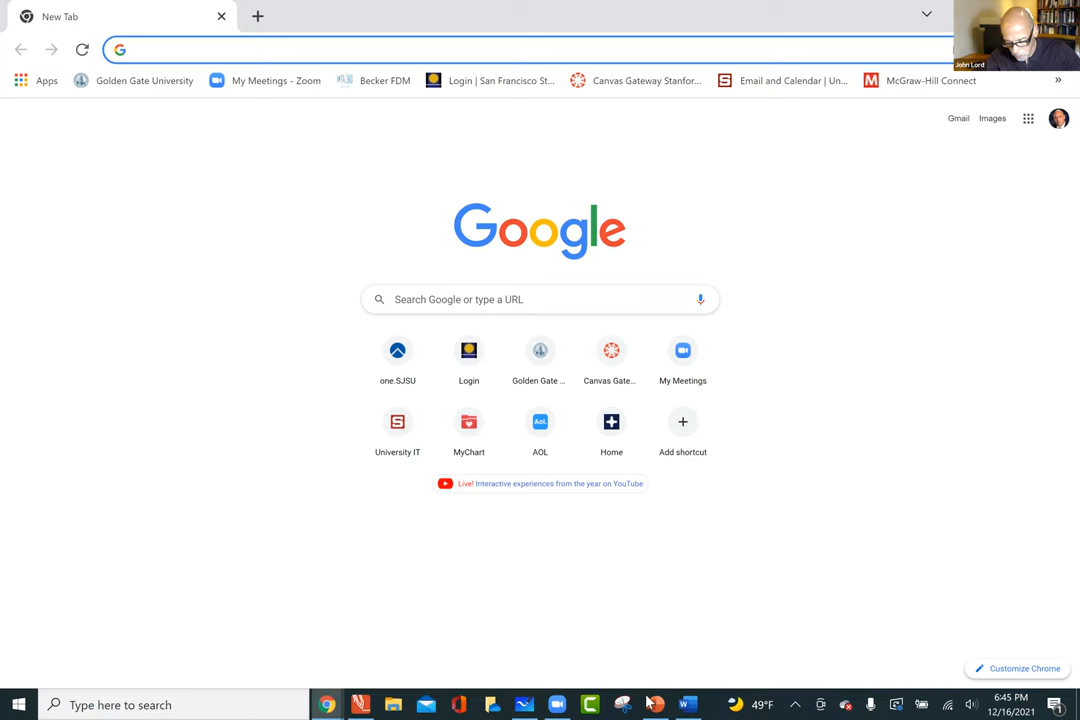 New Tab
John Lord
Apps
Golden Gate University
My Meetings - Zoom
Becker FDM
Login | San Francisco St...
Canvas Gateway Stanfor...
Email and Calendar | Un...
McGraw-Hill Connect
»
Gmail
Images
Google
Search Google or type a URL
one.SJSU
Login
Golden Gate ...
Canvas Gate...
My Meetings
University IT
MyChart
Aol.
AOL
Home
Add shortcut
Live! Interactive experiences from the year on YouTube
Customize Chrome
Type here to search
49°F
6:45 PM
12/16/2021